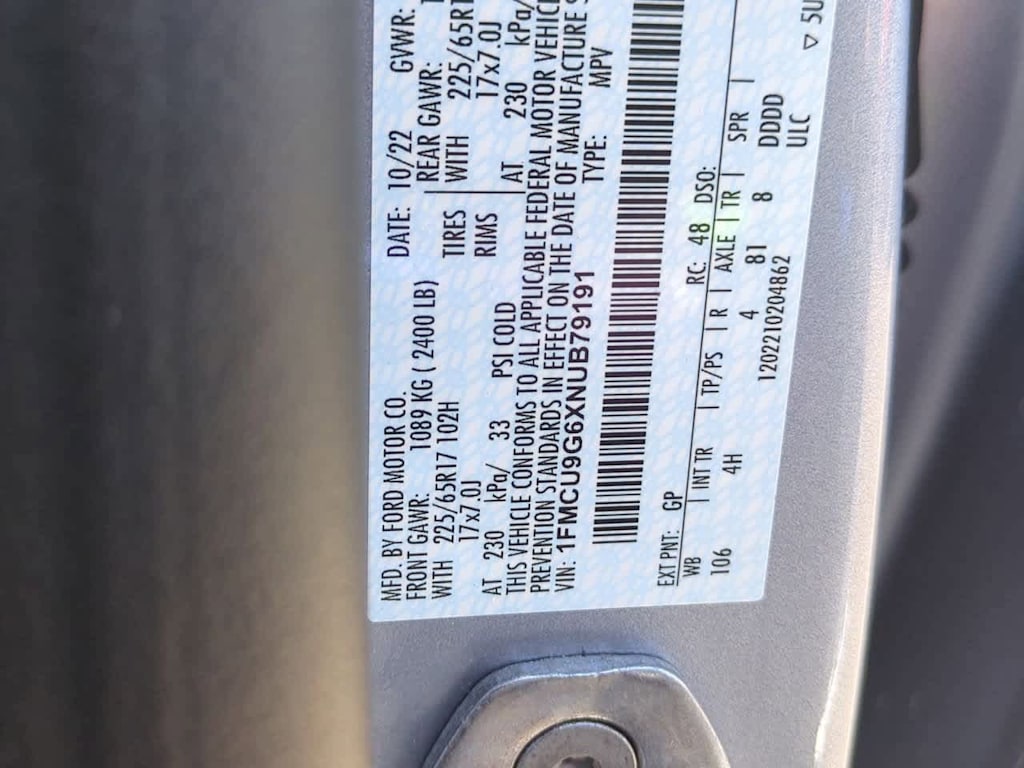 MFD. BY FORD MOTOR CO. DATE: 10/22 GVWR:
FRONT GAWR: 1089 KG ( 2400 LB) REAR GAWR:
WITH 225/65R17 102H TIRES WITH 225/65R1
17x7.0J RIMS 17x7.0J
AT 230 kPa/ 33 PSI COLD AT 230 kPa/
THIS VEHICLE CONFORMS TO ALL APPLICABLE FEDERAL MOTOR VEHICL
PREVENTION STANDARDS IN EFFECT ON THE DATE OF MANUFACTURE S
VIN: 1FMCU9G6XNUB79191 TYPE: MPV
EXT PNT: GP RC: 48 DSO:
WB | INT TR | TP/PS | R | AXLE | TR | SPR |
106 4H 4 81 8 DDDD
1202210204862 ULC
▽ 5U